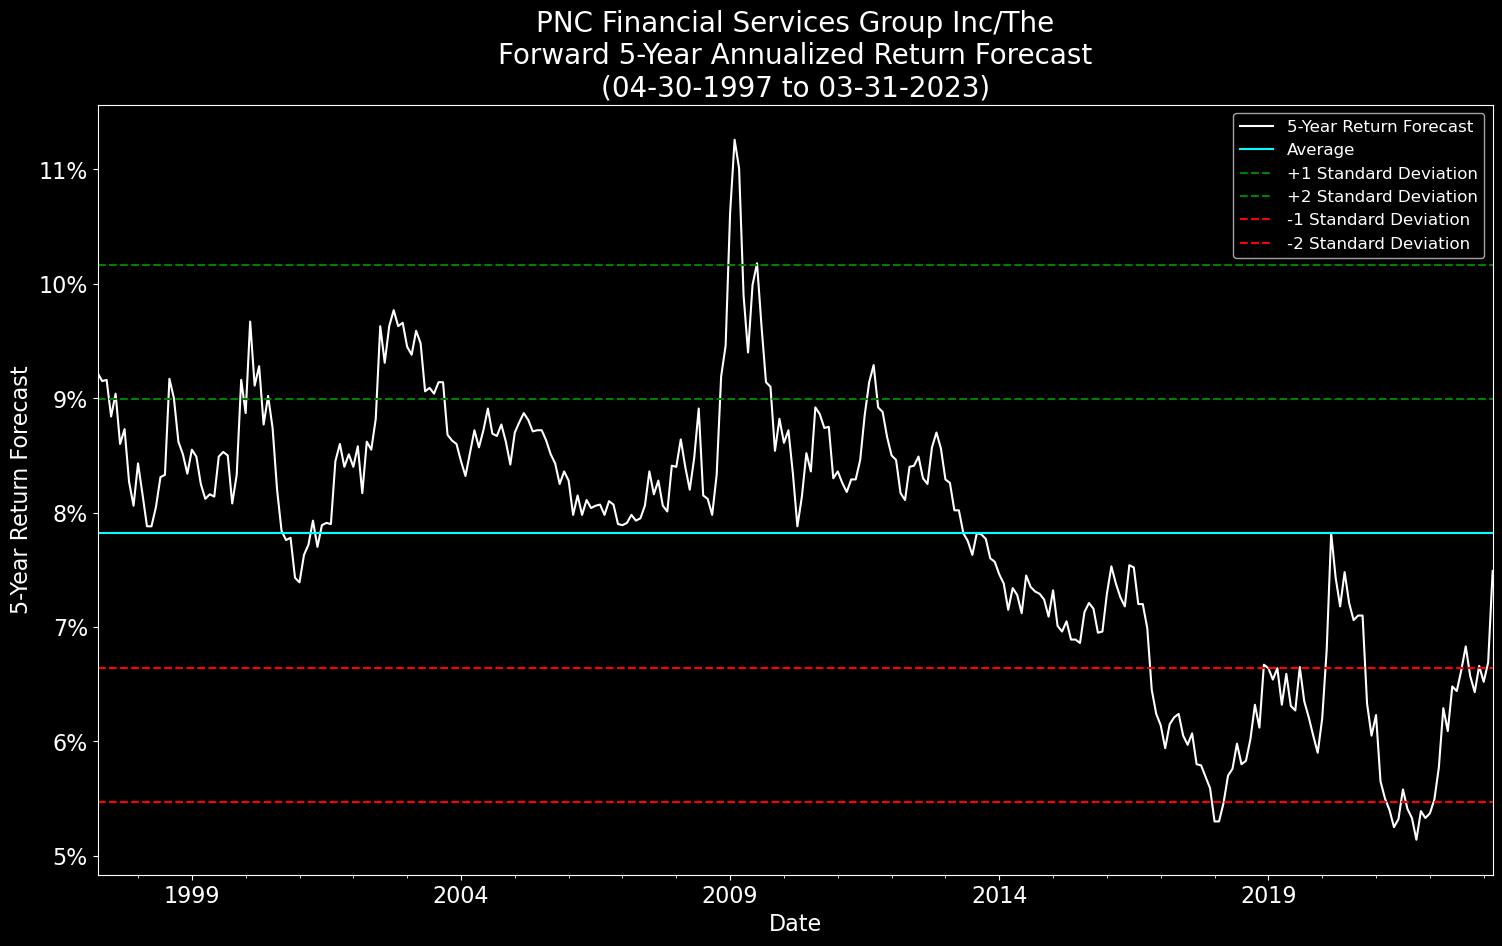 PNC Financial Services Group Inc/The
Forward 5-Year Annualized Return Forecast
(04-30-1997 to 03-31-2023)
5-Year Return Forecast
Average
+1 Standard Deviation
+2 Standard Deviation
-1 Standard Deviation
-2 Standard Deviation
11%
10%
9%
8%
7%
6%
5%
5-Year Return Forecast
1999 2004 2009 2014 2019
Date